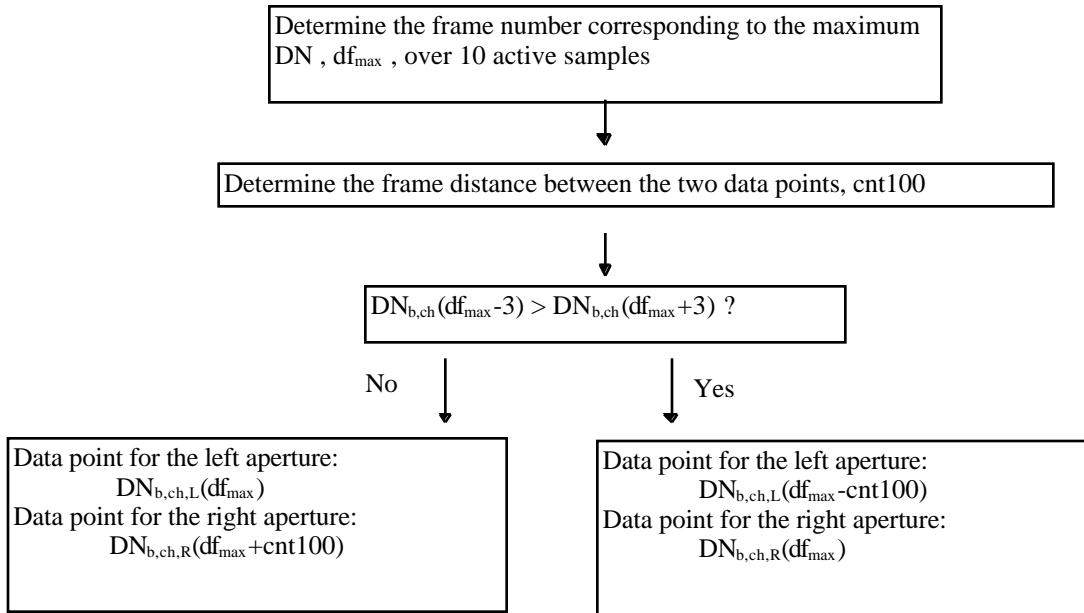 Determine the frame number corresponding to the maximum
DN , df_max , over 10 active samples
Determine the frame distance between the two data points, cnt100
DN_b,ch(df_max-3) > DN_b,ch(df_max+3) ?
No
Yes
Data point for the left aperture:
DN_b,ch,L(df_max)
Data point for the right aperture:
DN_b,ch,R(df_max+cnt100)
Data point for the left aperture:
DN_b,ch,L(df_max-cnt100)
Data point for the right aperture:
DN_b,ch,R(df_max)